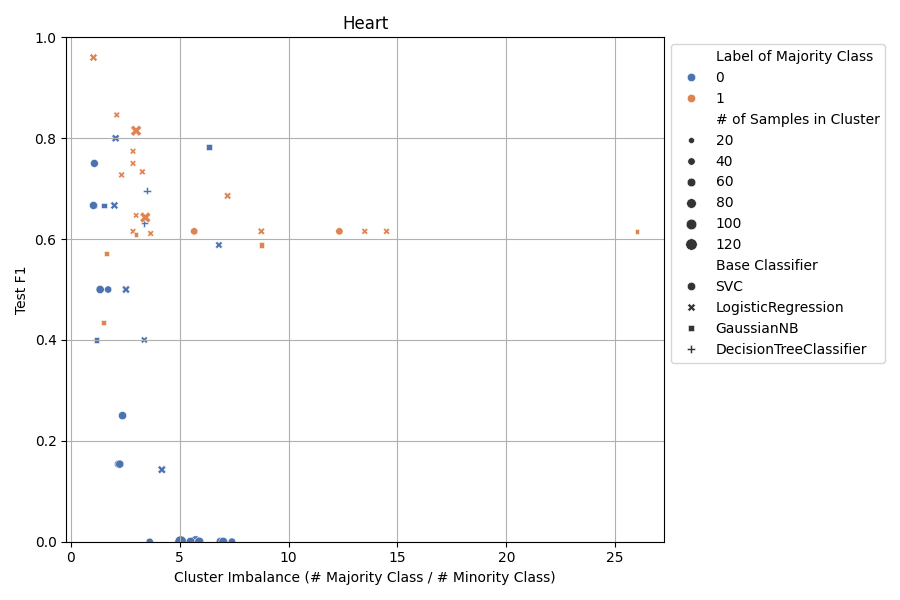 Heart
1.0
0.8
0.6
0.4
0.2
0.0
Test F1
0 5 10 15 20 25
Cluster Imbalance (# Majority Class / # Minority Class)
Label of Majority Class
0
1
# of Samples in Cluster
20
40
60
80
100
120
Base Classifier
SVC
LogisticRegression
GaussianNB
DecisionTreeClassifier